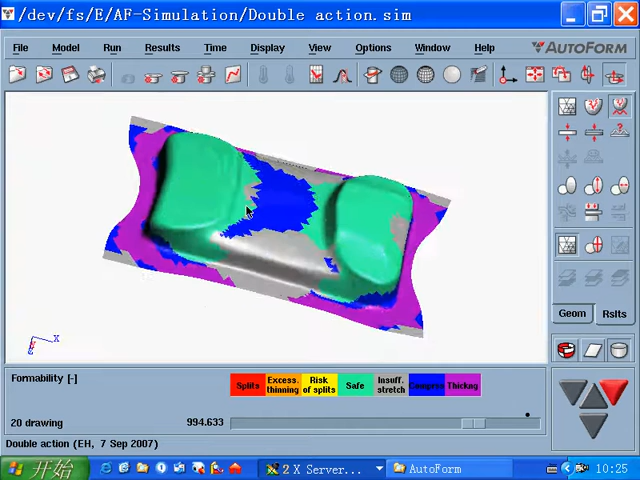 /dev/fs/E/AF-Simulation/Double action.sim
File Model Run Results Time Display View Options Window Help
AUTOFORM
Geom Rslts
Formability [-]
Splits Excess. thinning Risk of splits Safe Insuff. stretch Compress Thickng
20 drawing 994.633
Double action (EH, 7 Sep 2007)
开始 2 X Server... AutoForm 10:25
X